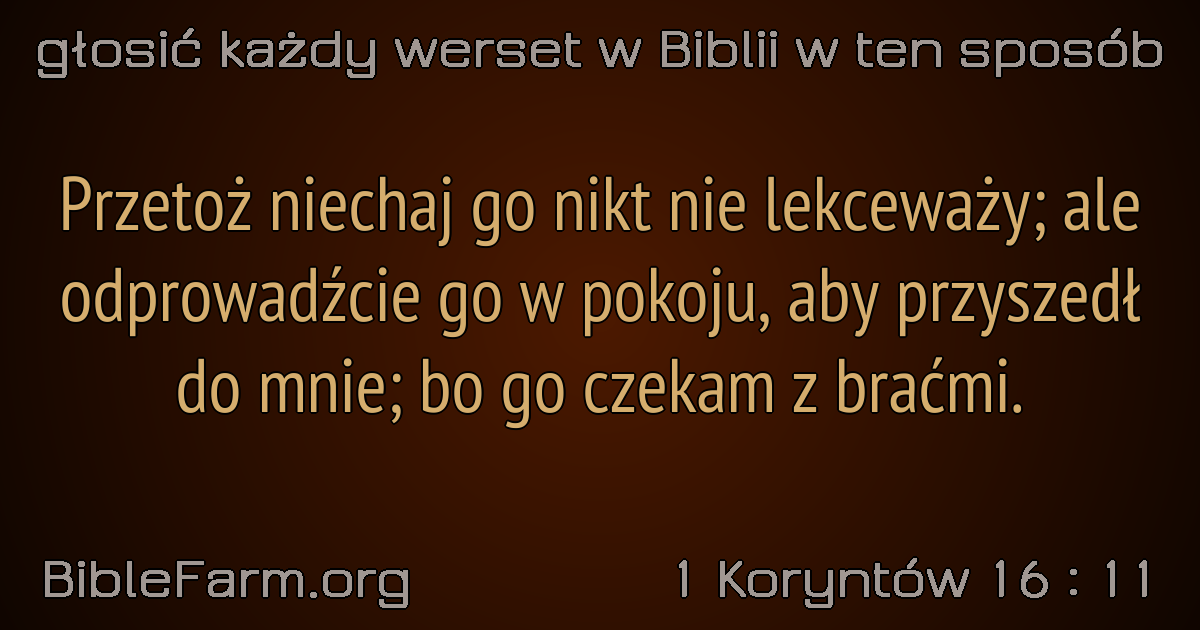 głosić każdy werset w Biblii w ten sposób
Przetoż niechaj go nikt nie lekceważy; ale
odprowadźcie go w pokoju, aby przyszedł
do mnie; bo go czekam z braćmi.
BibleFarm.org
1 Koryntów 16 : 11